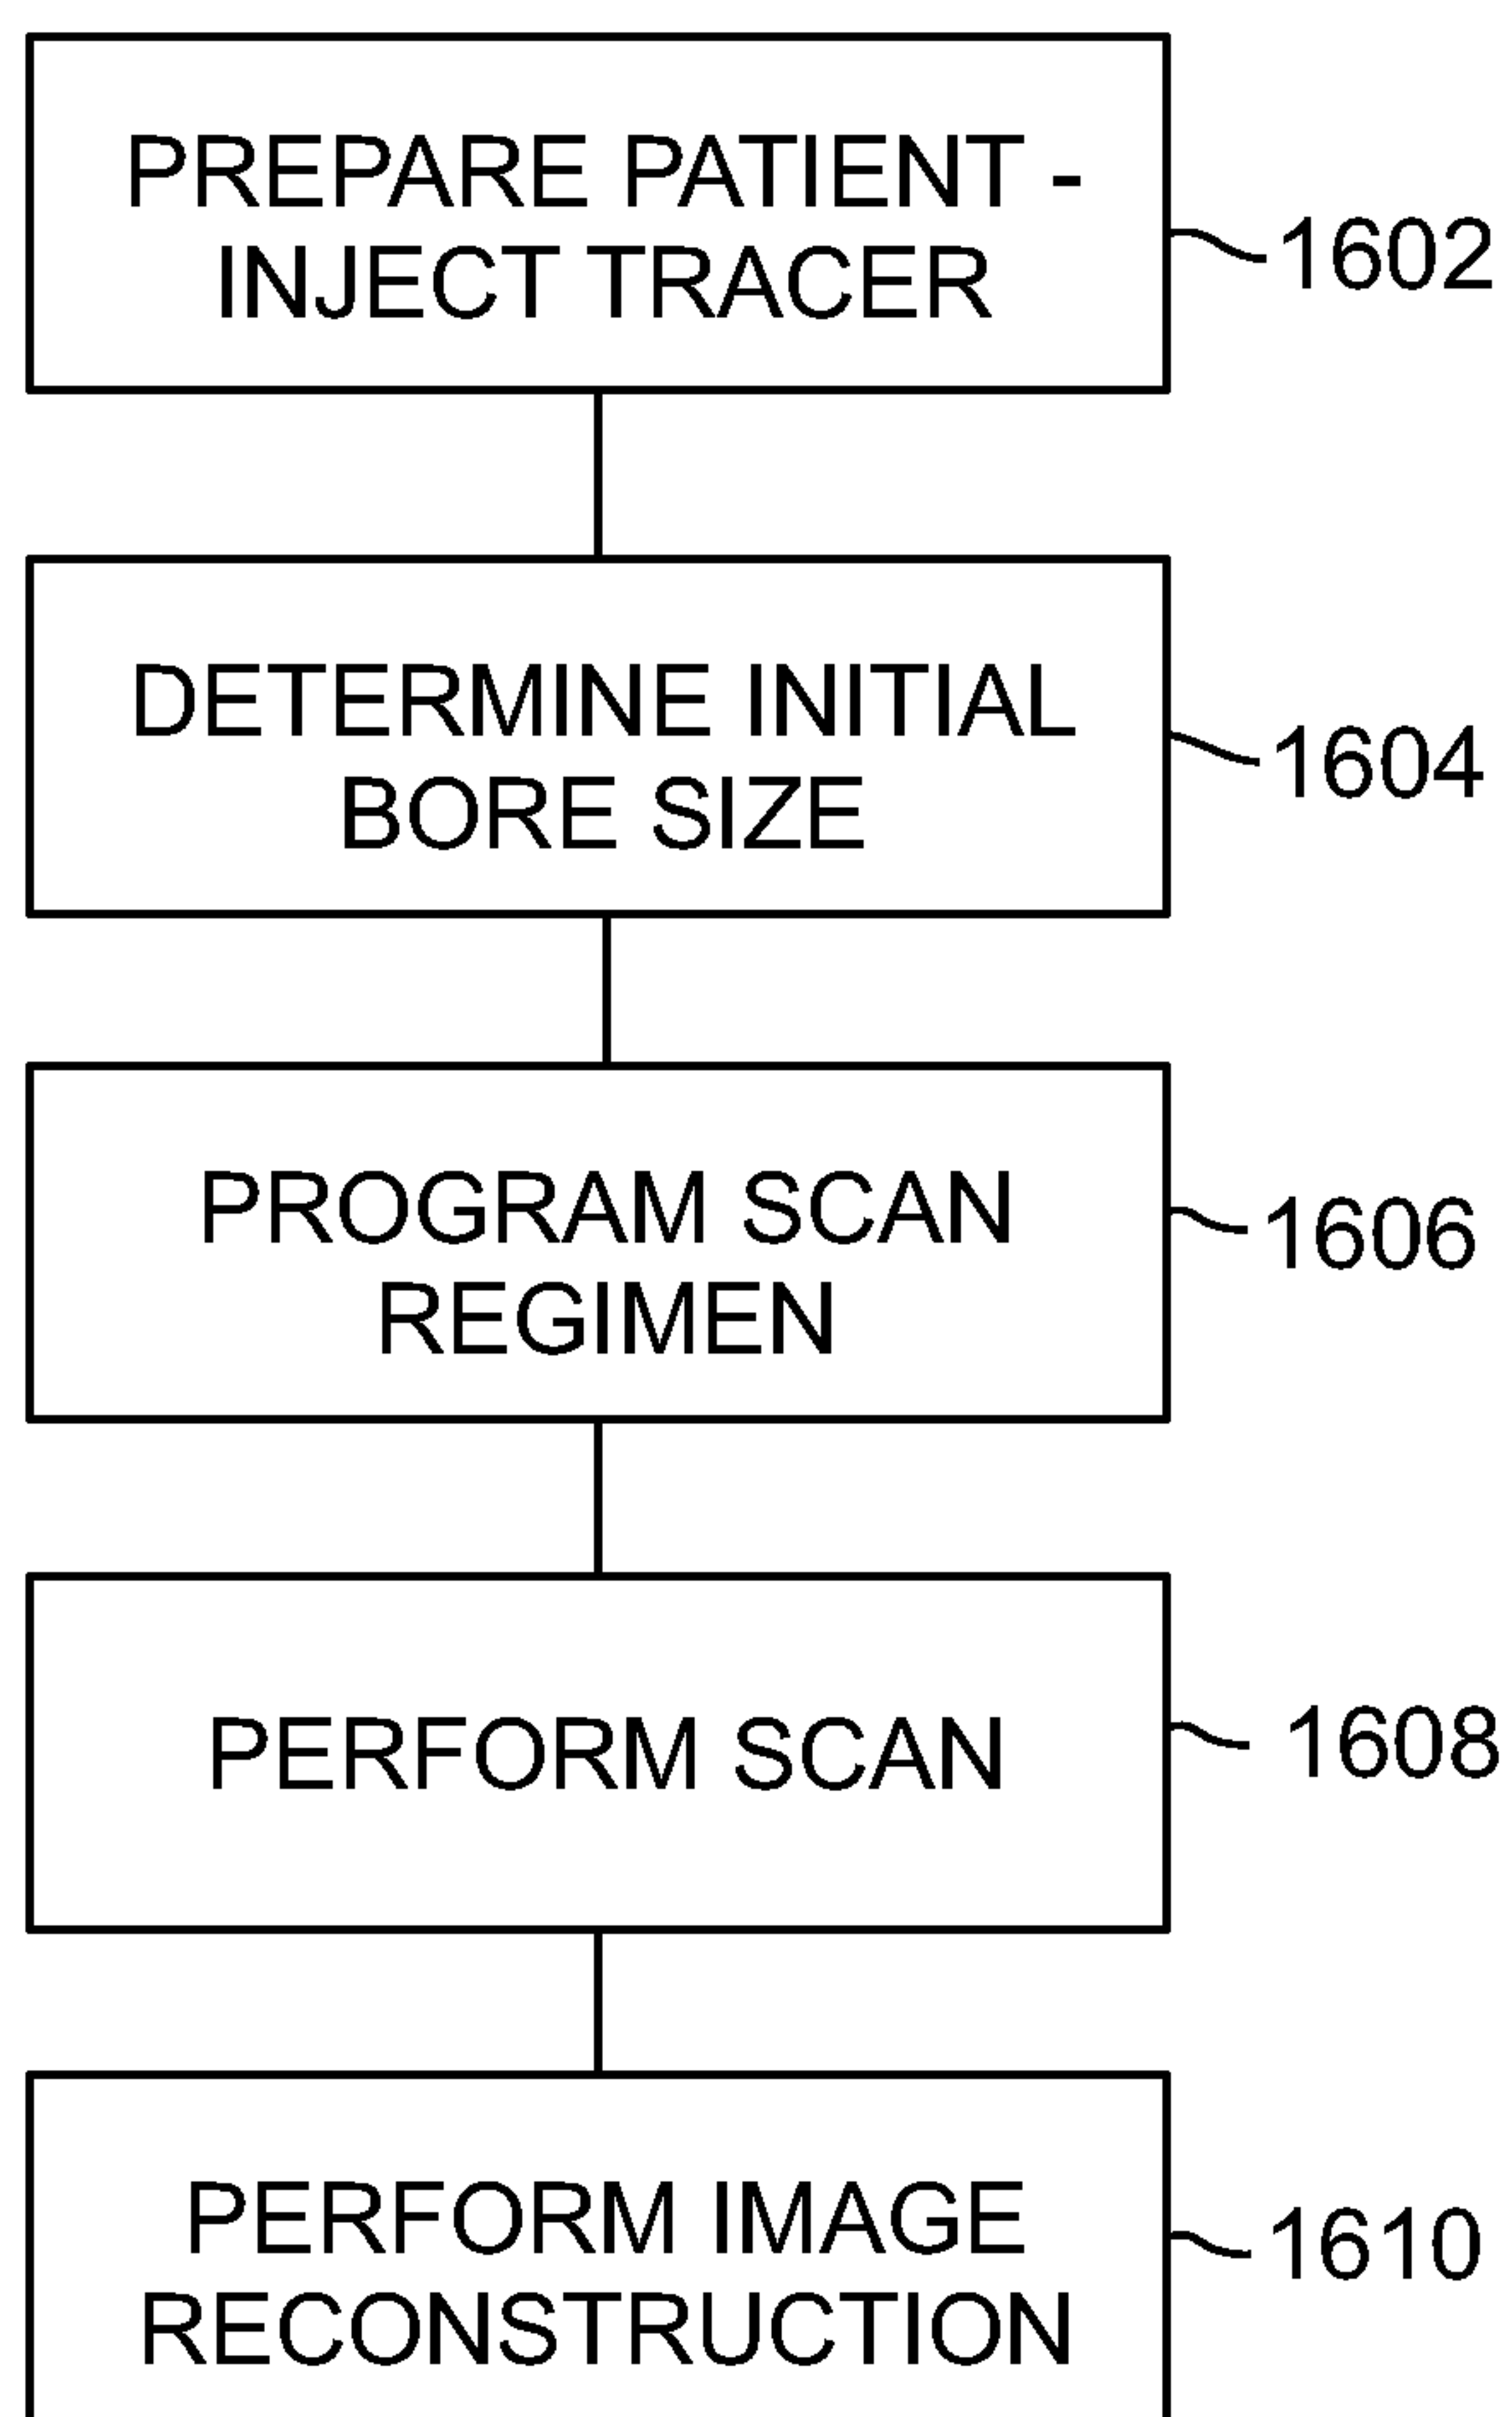 PREPARE PATIENT -
INJECT TRACER
1602
DETERMINE INITIAL
BORE SIZE
1604
PROGRAM SCAN
REGIMEN
1606
PERFORM SCAN
1608
PERFORM IMAGE
RECONSTRUCTION
1610